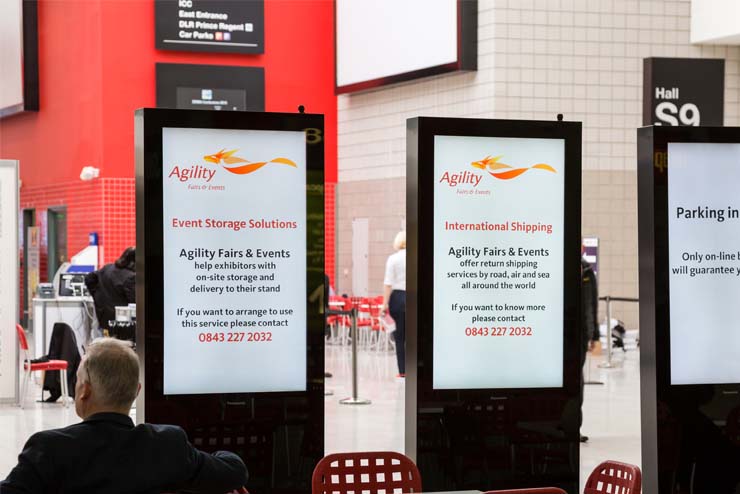 ICC
East Entrance
DLR Prince Regent
Car Parks P P
Hall
S9
Agility
Fairs & Events
Event Storage Solutions
Agility Fairs & Events
help exhibitors with
on-site storage and
delivery to their stand
If you want to arrange to use
this service please contact
0843 227 2032
Panasonic
Agility
Fairs & Events
International Shipping
Agility Fairs & Events
offer return shipping
services by road, air and sea
all around the world
If you want to know more
please contact
0843 227 2032
Panasonic
Parking in
Only on-line
will guarantee